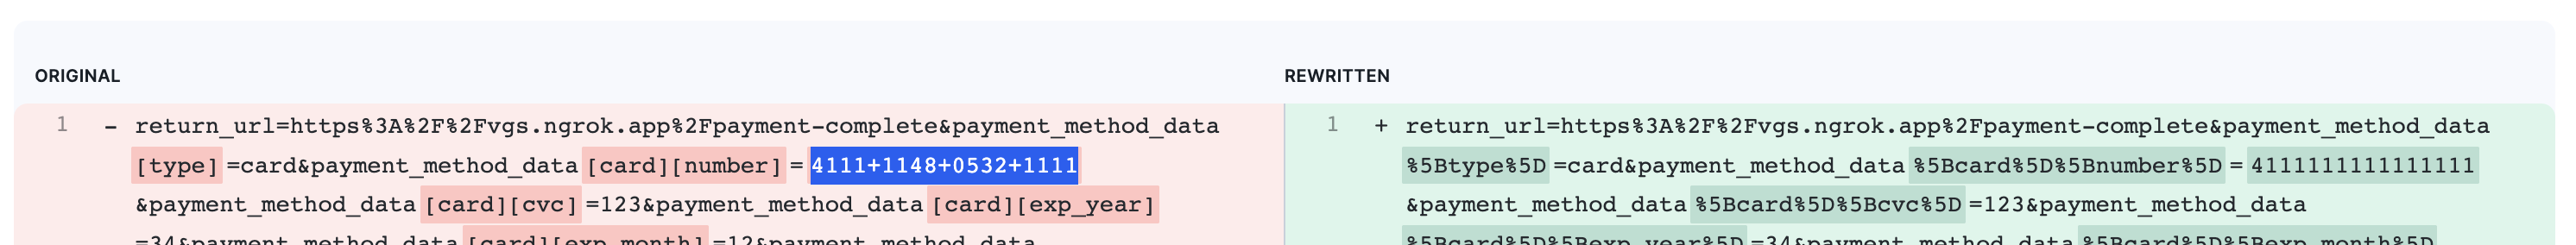 ORIGINAL
REWRITTEN
1 - return_url=https%3A%2F%2Fvgs.ngrok.app%2Fpayment-complete&payment_method_data
[type]=card&payment_method_data[card][number]=4111+1148+0532+1111
&payment_method_data[card][cvc]=123&payment_method_data[card][exp_year]
=34&payment_method_data[card][exp_month]=12&payment_method_data
1 + return_url=https%3A%2F%2Fvgs.ngrok.app%2Fpayment-complete&payment_method_data
%5Btype%5D=card&payment_method_data%5Bcard%5D%5Bnumber%5D=4111111111111111
&payment_method_data%5Bcard%5D%5Bcvc%5D=123&payment_method_data
%5Bcard%5D%5Bexp_year%5D=34&payment_method_data%5Bcard%5D%5Bexp_month%5D